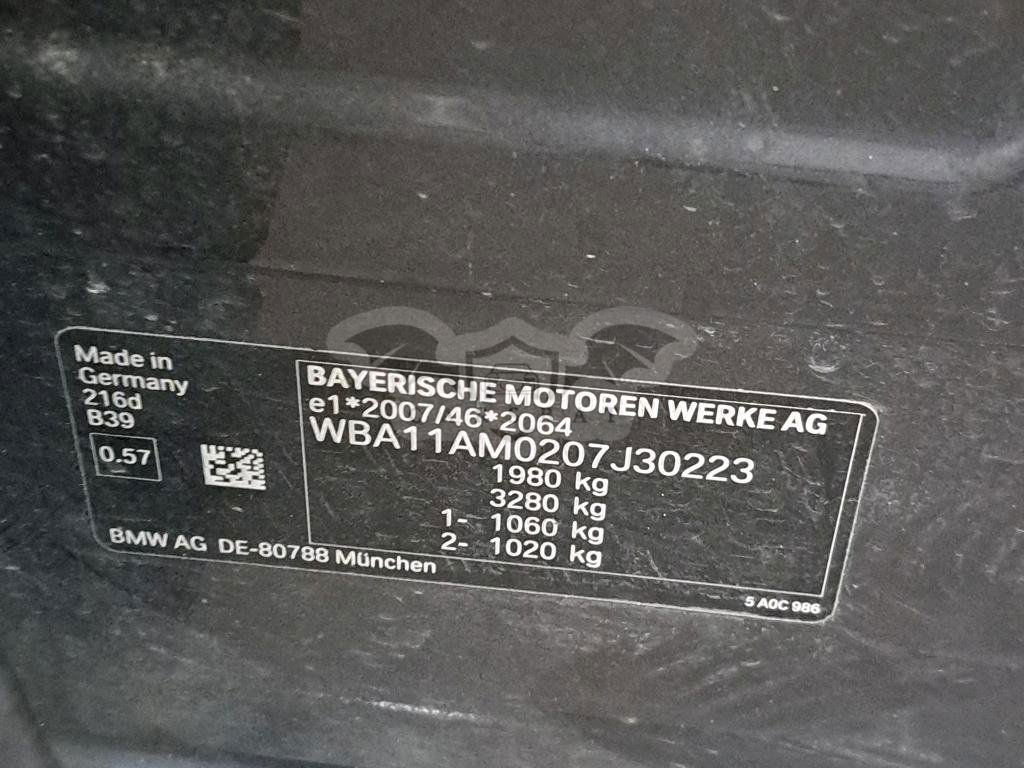 Made in
Germany
216d
B39
0.57
BMW AG DE-80788 München
BAYERISCHE MOTOREN WERKE AG
e1*2007/46*2064
WBA11AM0207J30223
1980 kg
3280 kg
1- 1060 kg
2- 1020 kg
5 A0C 986